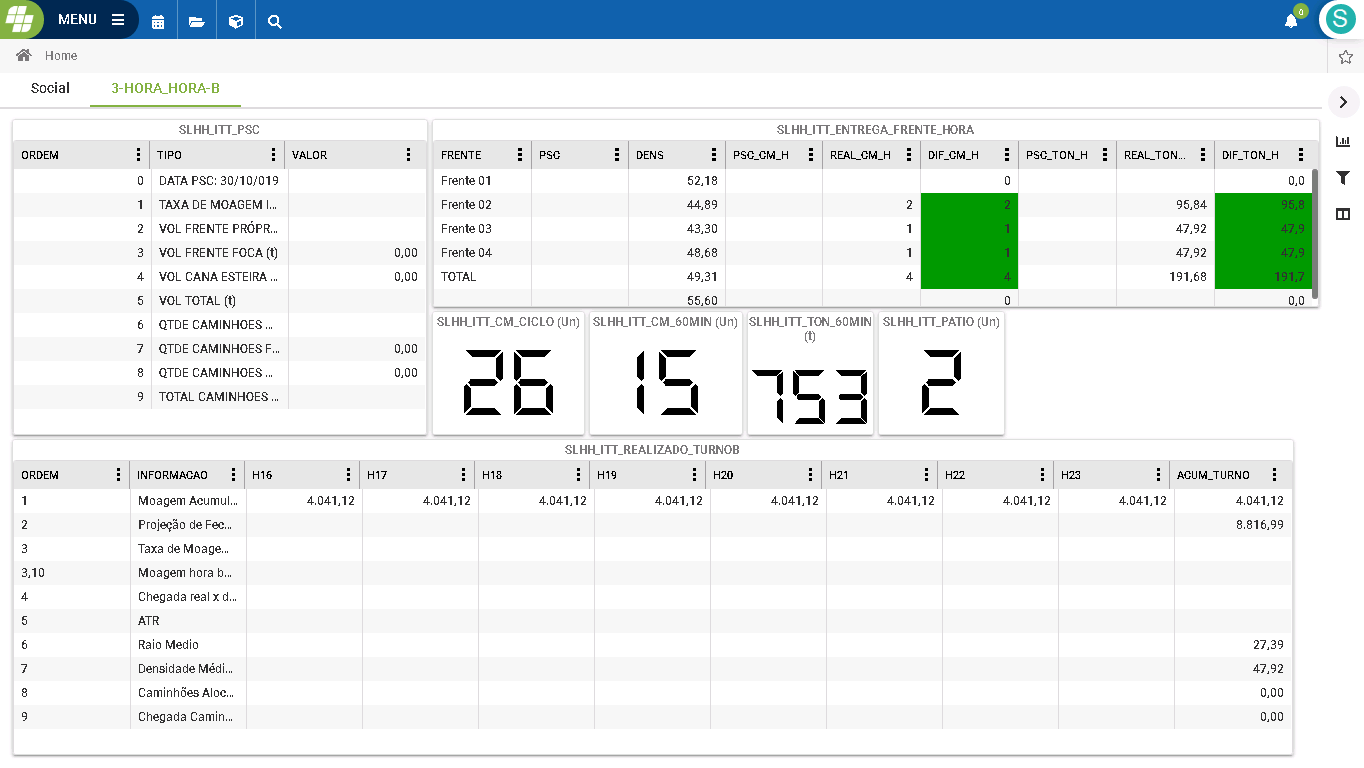 MENU
0
S
Home
Social 3-HORA_HORA-B
SLHH_ITT_PSC
ORDEM TIPO VALOR
0 DATA PSC: 30/10/019
1 TAXA DE MOAGEM I...
2 VOL FRENTE PRÓPR...
3 VOL FRENTE FOCA (t) 0,00
4 VOL CANA ESTEIRA ... 0,00
5 VOL TOTAL (t)
6 QTDE CAMINHOES ...
7 QTDE CAMINHOES F... 0,00
8 QTDE CAMINHOES ... 0,00
9 TOTAL CAMINHOES ...
SLHH_ITT_ENTREGA_FRENTE_HORA
FRENTE PSC DENS PSC_CM_H REAL_CM_H DIF_CM_H PSC_TON_H REAL_TON... DIF_TON_H
Frente 01 52,18 0 0,0
Frente 02 44,89 2 2 95,84 95,8
Frente 03 43,30 1 1 47,92 47,9
Frente 04 48,68 1 1 47,92 47,9
TOTAL 49,31 4 4 191,68 191,7
55,60 0 0,0
SLHH_ITT_CM_CICLO (Un)
26
SLHH_ITT_CM_60MIN (Un)
15
SLHH_ITT_TON_60MIN
(t)
753
SLHH_ITT_PATIO (Un)
2
SLHH_ITT_REALIZADO_TURNOB
ORDEM INFORMACAO H16 H17 H18 H19 H20 H21 H22 H23 ACUM_TURNO
1 Moagem Acumul... 4.041,12 4.041,12 4.041,12 4.041,12 4.041,12 4.041,12 4.041,12 4.041,12 4.041,12
2 Projeção de Fec... 8.816,99
3 Taxa de Moage...
3,10 Moagem hora b...
4 Chegada real x d...
5 ATR
6 Raio Medio 27,39
7 Densidade Médi... 47,92
8 Caminhões Aloc... 0,00
9 Chegada Camin... 0,00